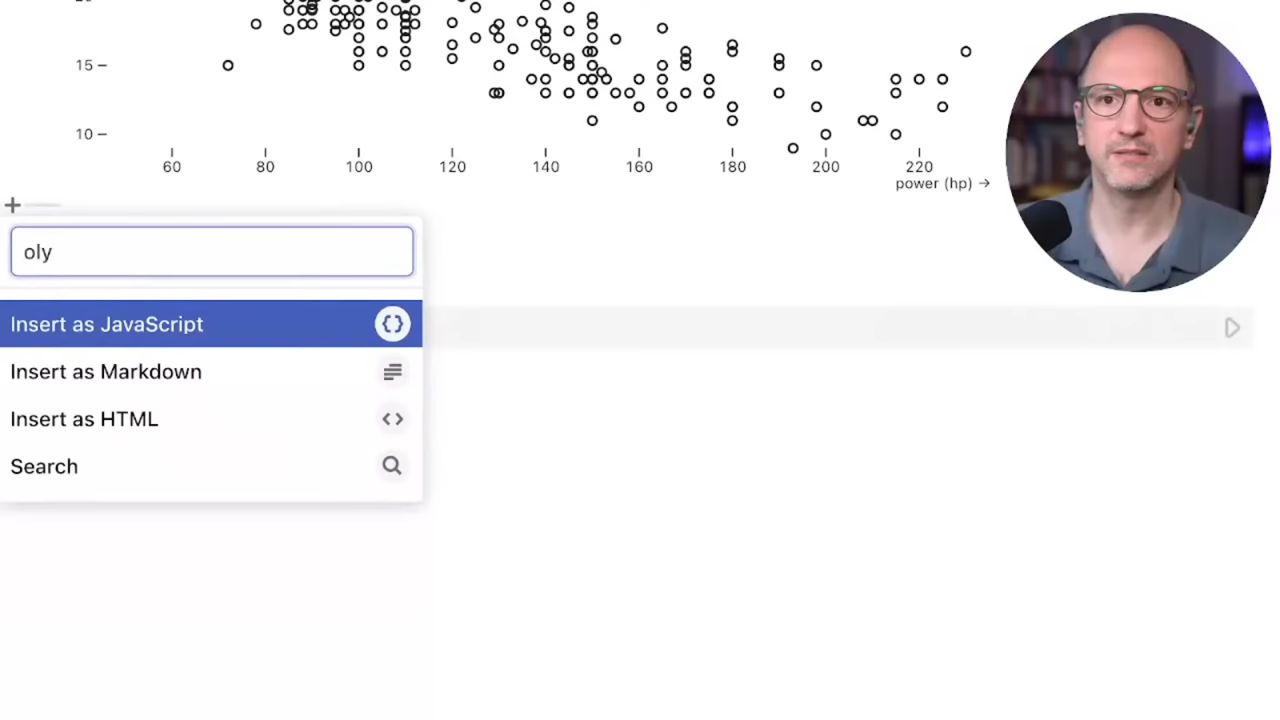 15
10
60 80 100 120 140 160 180 200 220
power (hp) →
+
oly
Insert as JavaScript
{}
Insert as Markdown
Insert as HTML
<>
Search